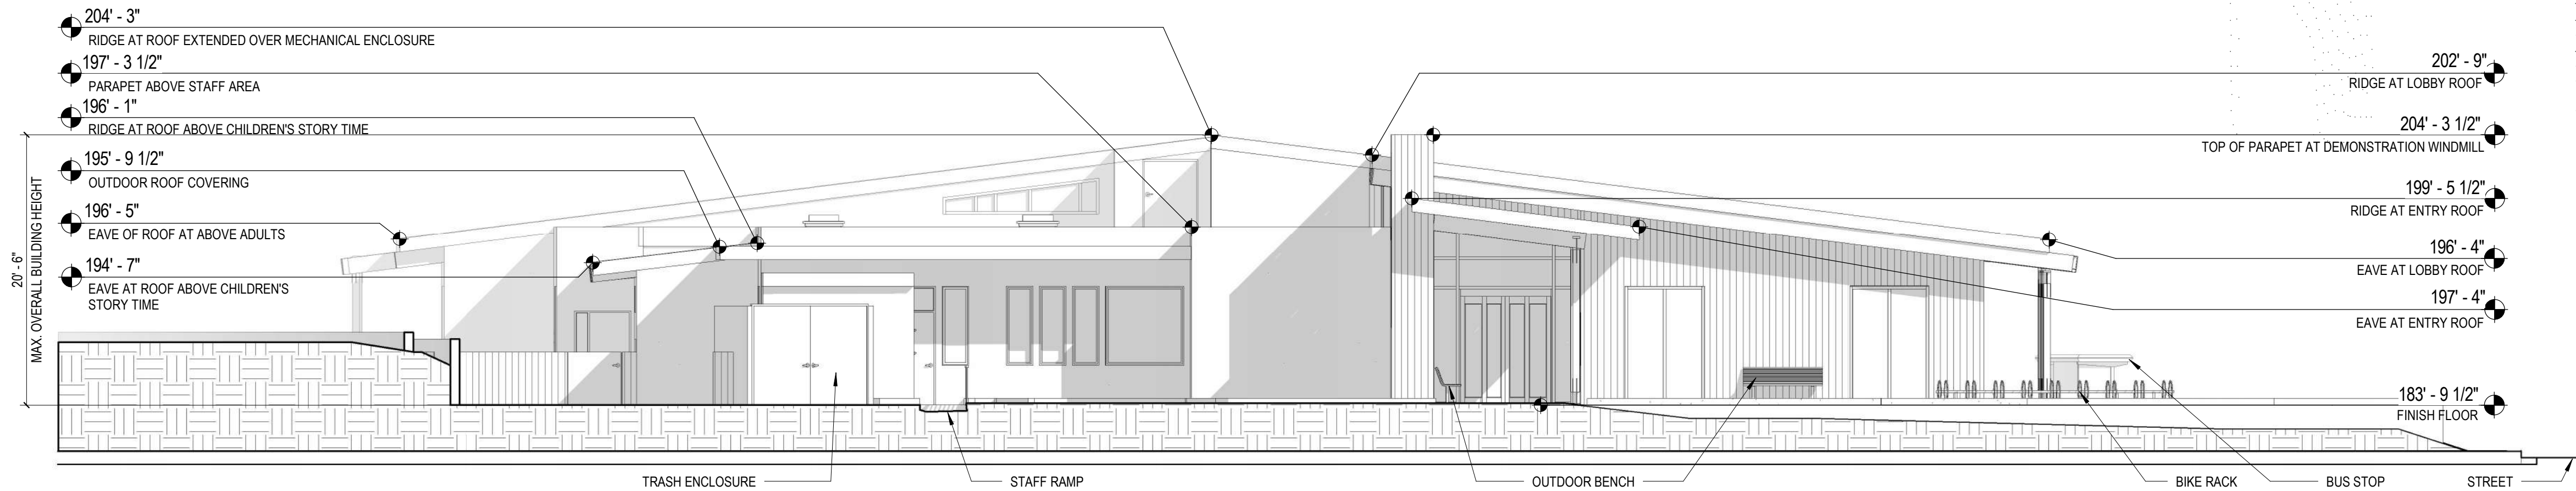 204' - 3"
RIDGE AT ROOF EXTENDED OVER MECHANICAL ENCLOSURE
197' - 3 1/2"
PARAPET ABOVE STAFF AREA
196' - 1"
RIDGE AT ROOF ABOVE CHILDREN'S STORY TIME
195' - 9 1/2"
OUTDOOR ROOF COVERING
196' - 5"
EAVE OF ROOF AT ABOVE ADULTS
194' - 7"
EAVE AT ROOF ABOVE CHILDREN'S
STORY TIME
20' - 6"
MAX. OVERALL BUILDING HEIGHT
202' - 9"
RIDGE AT LOBBY ROOF
204' - 3 1/2"
TOP OF PARAPET AT DEMONSTRATION WINDMILL
199' - 5 1/2"
RIDGE AT ENTRY ROOF
196' - 4"
EAVE AT LOBBY ROOF
197' - 4"
EAVE AT ENTRY ROOF
183' - 9 1/2"
FINISH FLOOR
TRASH ENCLOSURE
STAFF RAMP
OUTDOOR BENCH
BIKE RACK
BUS STOP
STREET